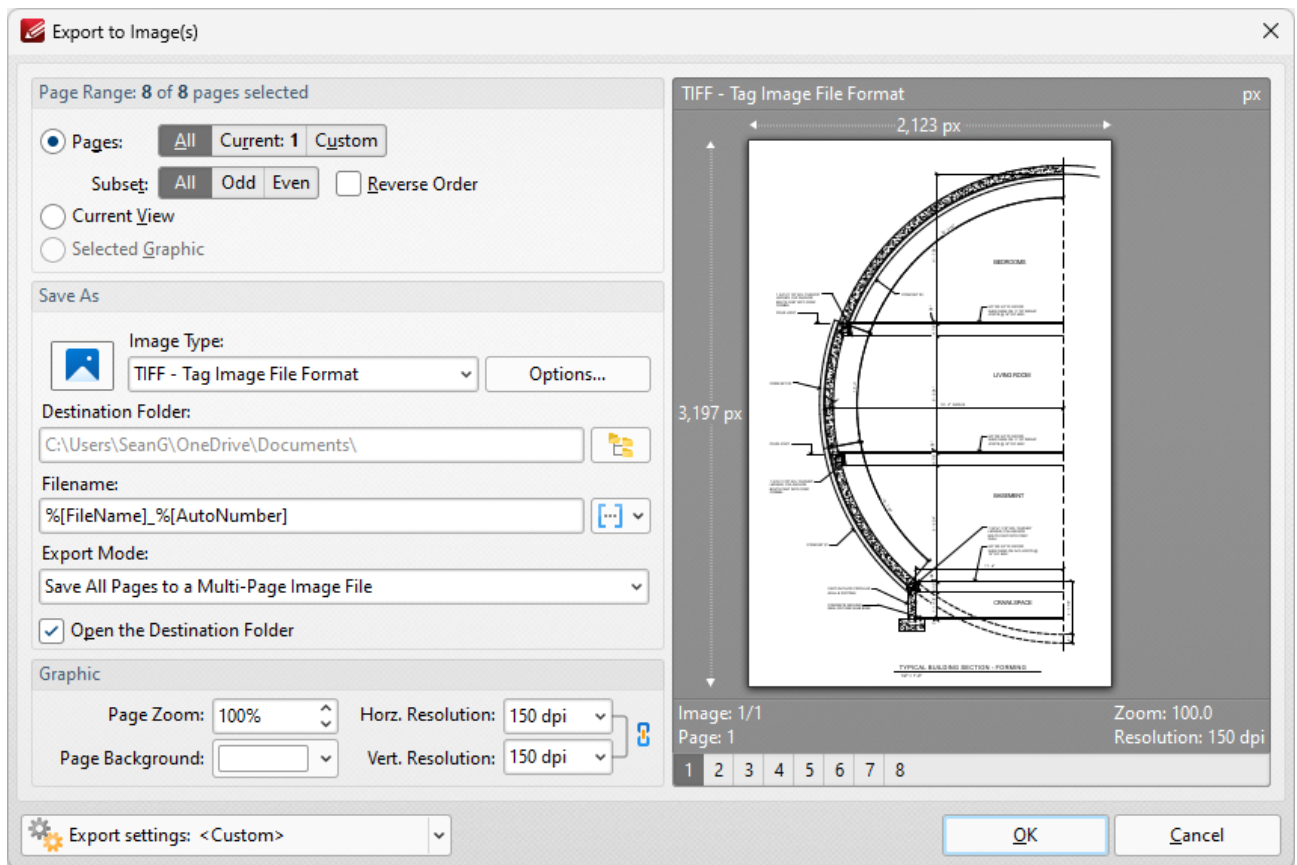 Export to Image(s)
Page Range: 8 of 8 pages selected
Pages: All Current: 1 Custom
Subset: All Odd Even Reverse Order
Current View
Selected Graphic
Save As
Image Type:
TIFF - Tag Image File Format Options...
Destination Folder:
C:\Users\SeanG\OneDrive\Documents\
Filename:
%[FileName]_%[AutoNumber]
Export Mode:
Save All Pages to a Multi-Page Image File
Open the Destination Folder
Graphic
Page Zoom: 100% Horz. Resolution: 150 dpi
Page Background: Vert. Resolution: 150 dpi
TIFF - Tag Image File Format px
2,123 px
3,197 px
BEDROOMS
LIVING ROOM
BASEMENT
CRAWLSPACE
TYPICAL BUILDING SECTION - FORMING
Image: 1/1 Zoom: 100.0
Page: 1 Resolution: 150 dpi
1 2 3 4 5 6 7 8
Export settings: <Custom> OK Cancel